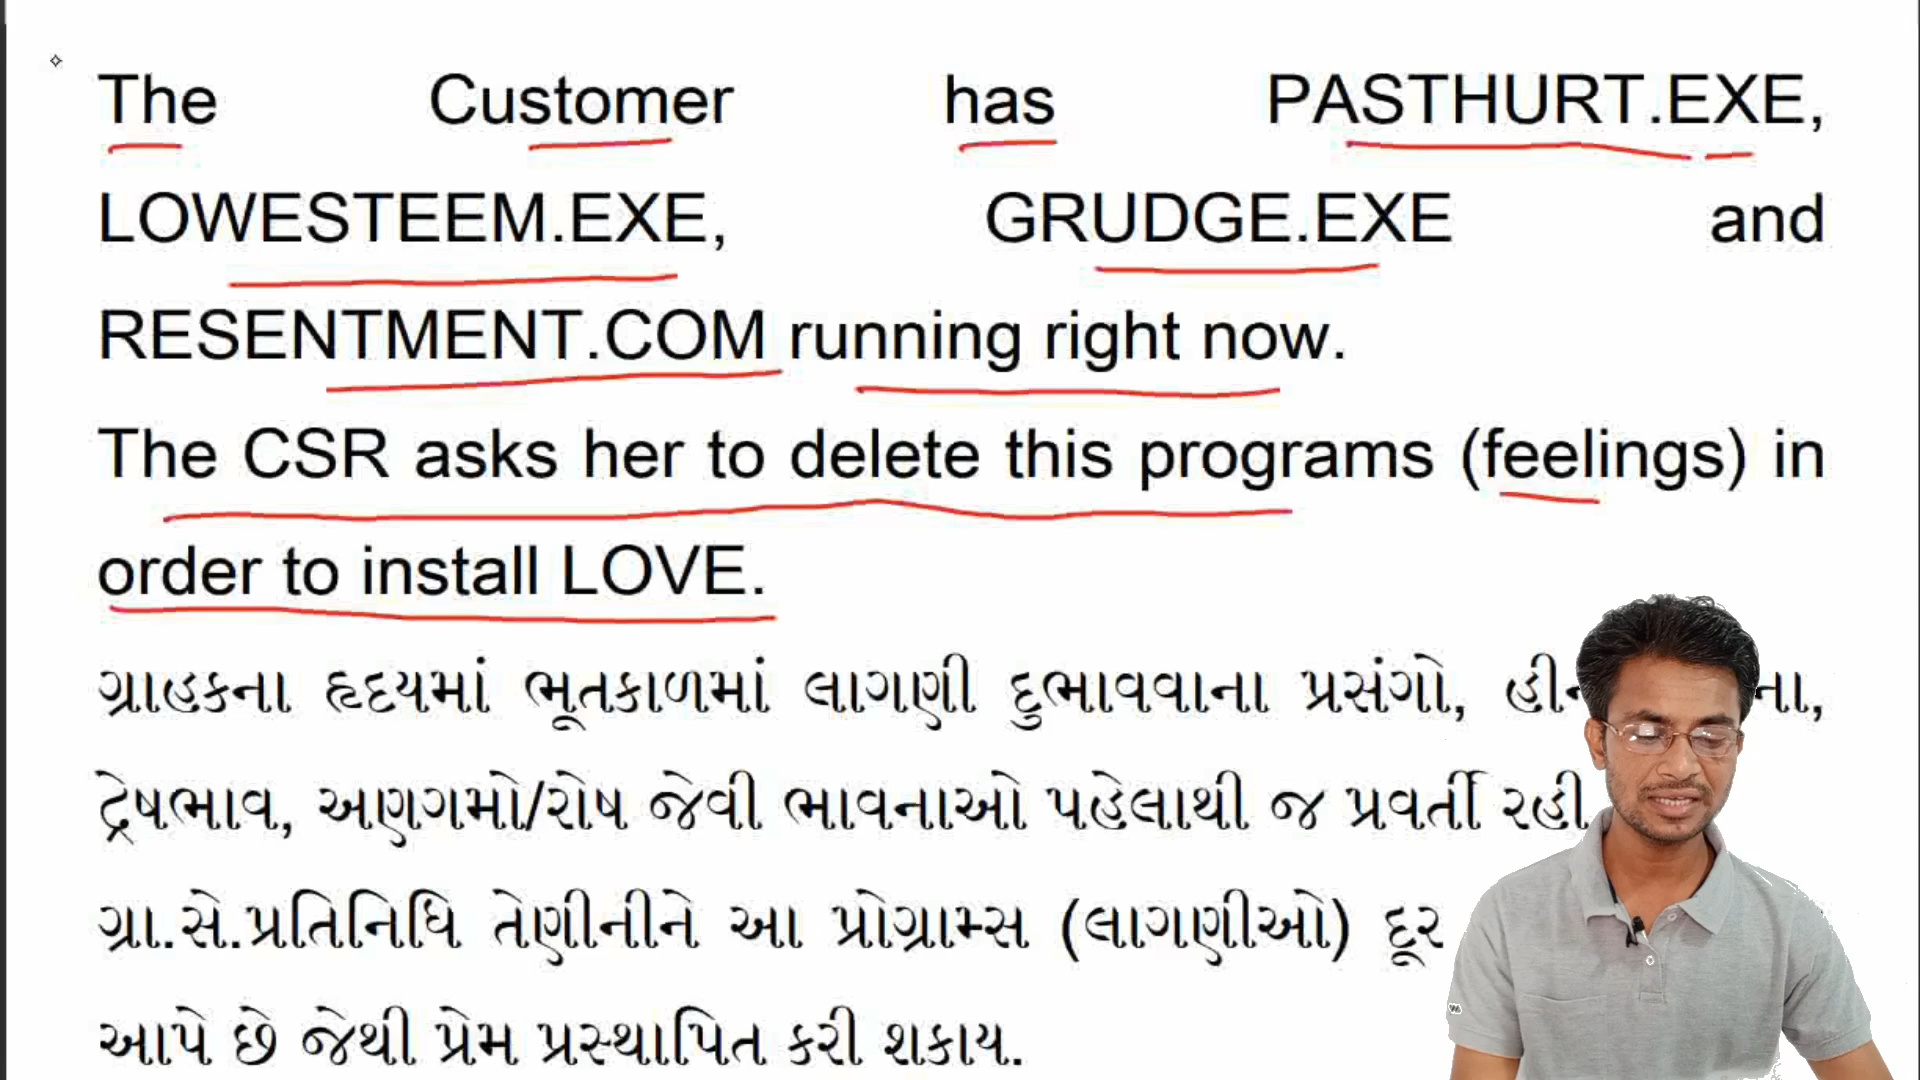 The Customer has PASTHURT.EXE,
LOWESTEEM.EXE, GRUDGE.EXE and
RESENTMENT.COM running right now.
The CSR asks her to delete this programs (feelings) in
order to install LOVE.
ગ્રાહકના હૃદયમાં ભૂતકાળમાં લાગણી દુભાવવાના પ્રસંગો,
દ્રેષભાવ, અણગમો/રોષ જેવી ભાવનાઓ પહેલાથી જ પ્રવર્તી રહી
ગ્રા.સે.પ્રતિનિધિ તેણીનીને આ પ્રોગ્રામ્સ (લાગણીઓ) દૂર
આપે છે જેથી પ્રેમ પ્રસ્થાપિત કરી શકાય.